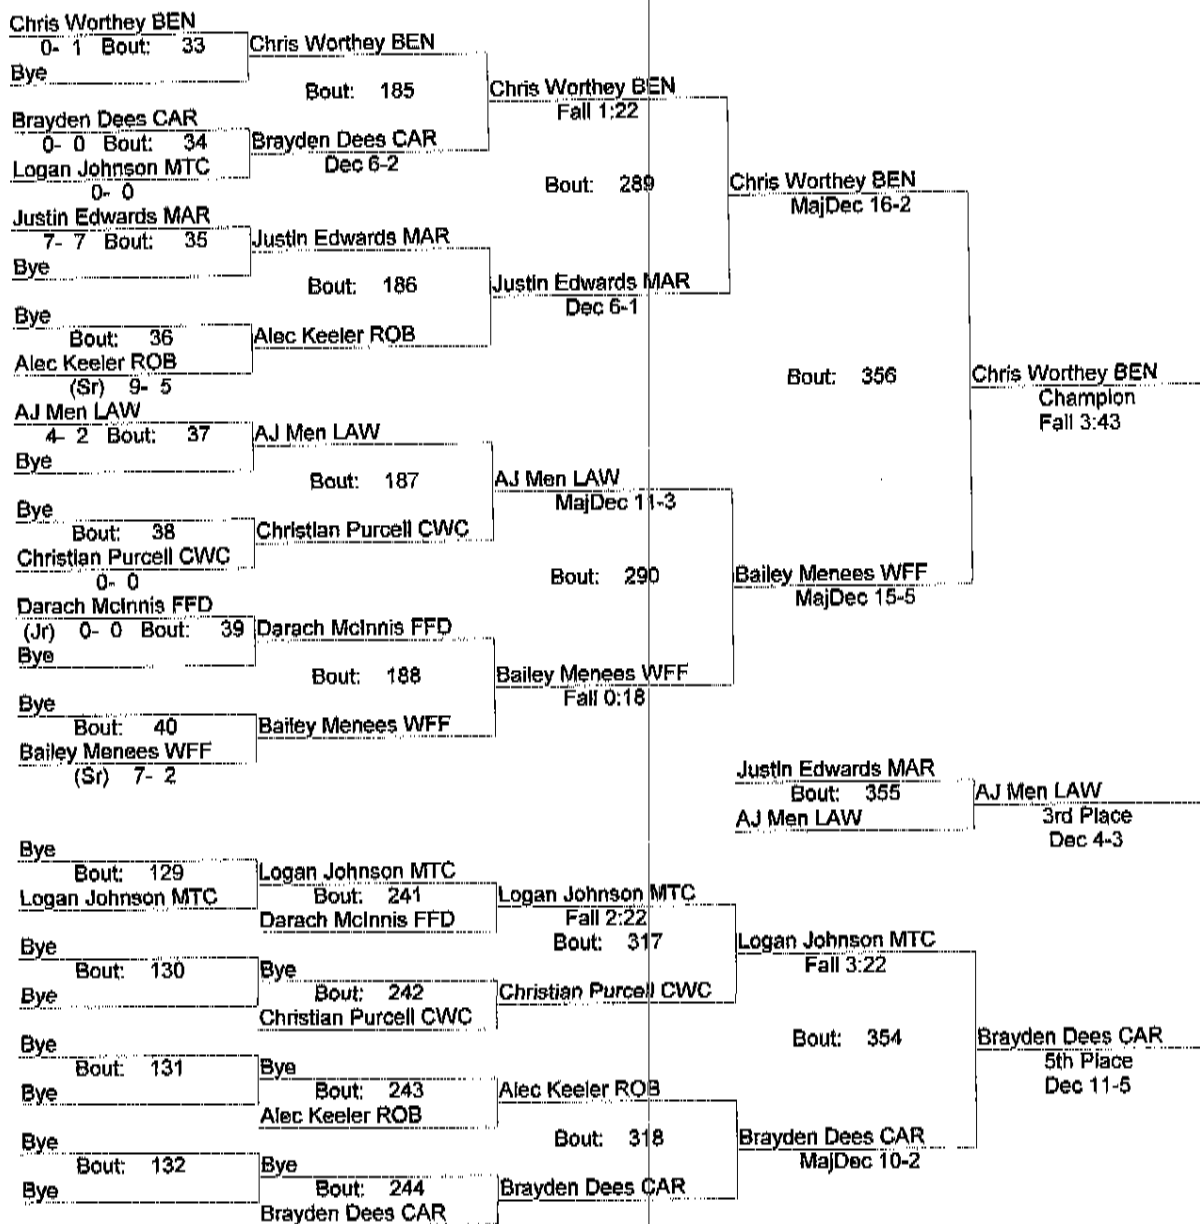 Chris Worthey BEN
0- 1 Bout: 33
Bye
Chris Worthey BEN
Bout: 185
Brayden Dees CAR
0- 0 Bout: 34
Logan Johnson MTC
0- 0
Brayden Dees CAR
Dec 6-2
Chris Worthey BEN
Fall 1:22
Bout: 289
Justin Edwards MAR
7- 7 Bout: 35
Bye
Justin Edwards MAR
Bout: 186
Bye
Bout: 36
Alec Keeler ROB
(Sr) 9- 5
Alec Keeler ROB
Justin Edwards MAR
Dec 6-1
Chris Worthey BEN
MajDec 16-2
Bout: 356
Chris Worthey BEN
Champion
Fall 3:43
AJ Men LAW
4- 2 Bout: 37
Bye
AJ Men LAW
Bout: 187
Bye
Bout: 38
Christian Purcell CWC
0- 0
Christian Purcell CWC
AJ Men LAW
MajDec 11-3
Bout: 290
Darach McInnis FFD
(Jr) 0- 0 Bout: 39
Bye
Darach McInnis FFD
Bout: 188
Bye
Bout: 40
Bailey Menees WFF
(Sr) 7- 2
Bailey Menees WFF
Bailey Menees WFF
Fall 0:18
Bailey Menees WFF
MajDec 15-5
Justin Edwards MAR
Bout: 355
AJ Men LAW
AJ Men LAW
3rd Place
Dec 4-3
Bye
Bout: 129
Logan Johnson MTC
Logan Johnson MTC
Bout: 241
Darach McInnis FFD
Logan Johnson MTC
Fall 2:22
Bout: 317
Bye
Bout: 130
Bye
Bye
Bout: 242
Christian Purcell CWC
Christian Purcell CWC
Logan Johnson MTC
Fall 3:22
Bout: 354
Bye
Bout: 131
Bye
Bye
Bout: 243
Alec Keeler ROB
Alec Keeler ROB
Bout: 318
Bye
Bout: 132
Bye
Bye
Bout: 244
Brayden Dees CAR
Brayden Dees CAR
Brayden Dees CAR
MajDec 10-2
Brayden Dees CAR
5th Place
Dec 11-5